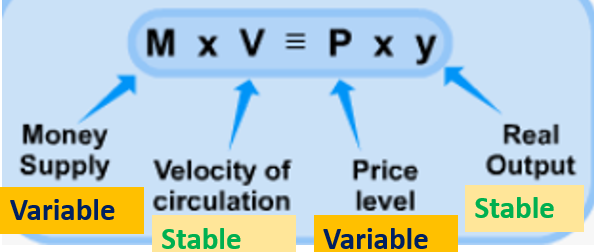 M x V ≡ P x y
Money
Supply
Variable
Velocity of
circulation
Stable
Price
level
Variable
Real
Output
Stable